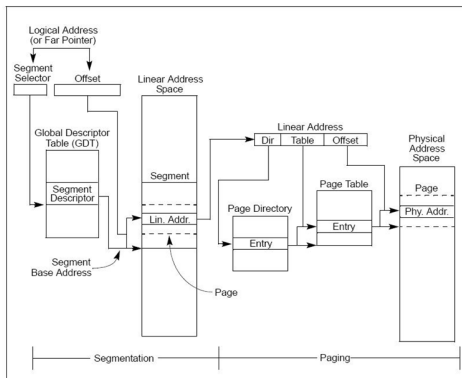 Logical Address
(or Far Pointer)
Segment
Selector
Offset
Linear Address
Space
Global Descriptor
Table (GDT)
Segment
Descriptor
Segment
Lin. Addr.
Segment
Base Address
Page
Linear Address
Dir
Table
Offset
Physical
Address
Space
Page Table
Page Directory
Entry
Entry
Page
Phy. Addr.
Segmentation
Paging